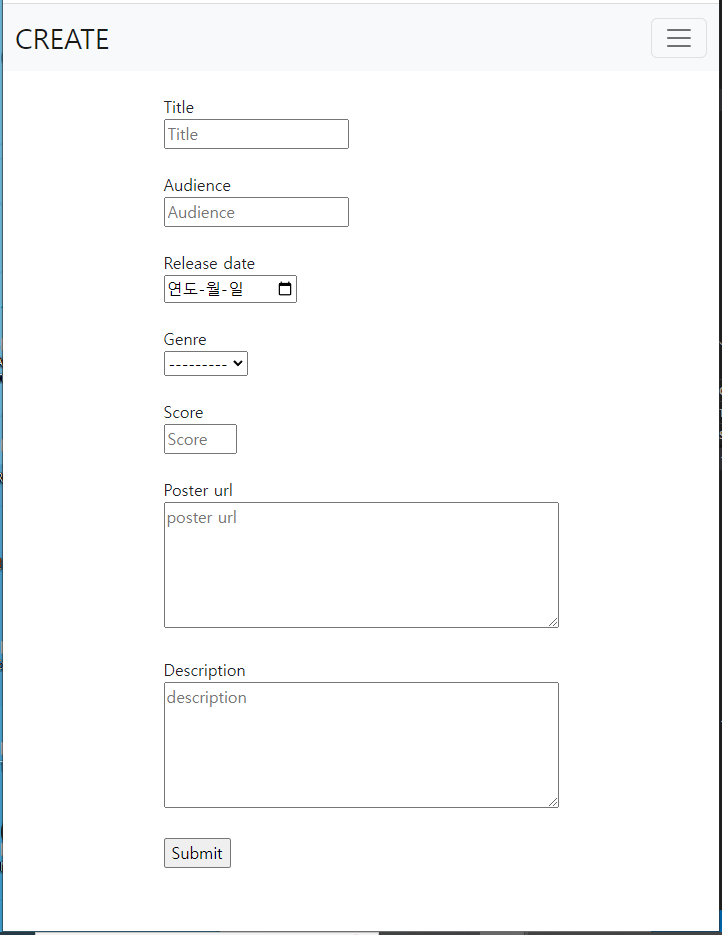 CREATE
Title
Title
Audience
Audience
Release date
연도-월-일
Genre
---------
Score
Score
Poster url
poster url
Description
description
Submit